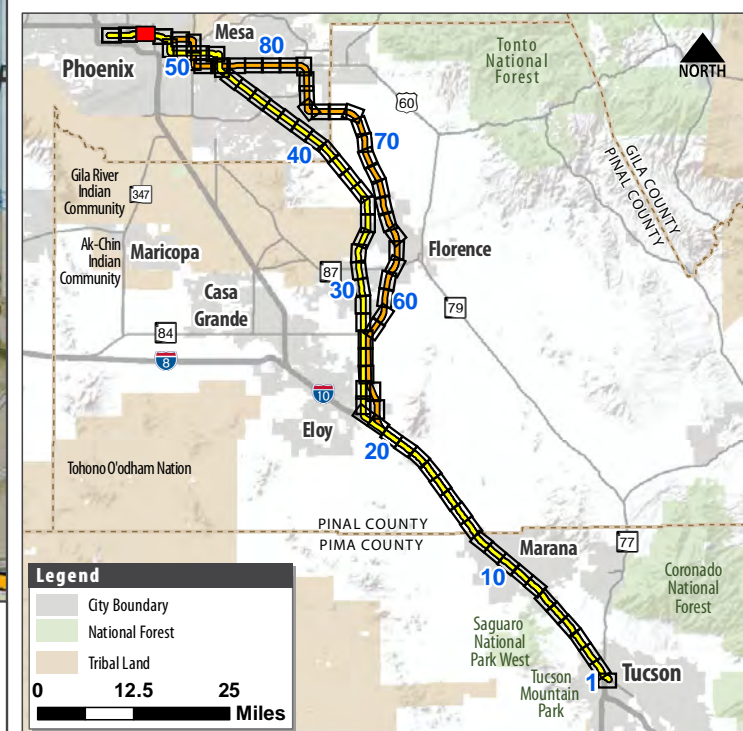 Mesa
80
Tonto
National
Forest
NORTH
Phoenix
50
60
70
40
GILA COUNTY
PINAL COUNTY
Gila River
Indian
Community
347
Ak-Chin
Indian
Community
Maricopa
Florence
87
30
Casa
Grande
60
79
84
8
10
Eloy
20
Tohono O'odham Nation
PINAL COUNTY
PIMA COUNTY
Marana
77
10
Coronado
National
Forest
Saguaro
National
Park West
Tucson
Mountain
Park
1
Tucson
Legend
City Boundary
National Forest
Tribal Land
0 12.5 25
Miles